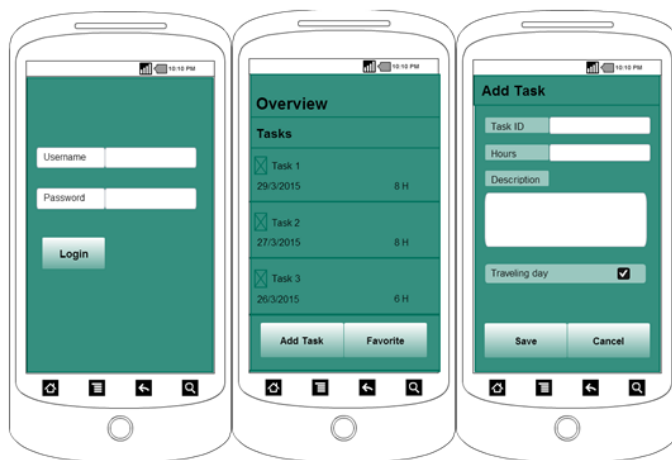 10:10 PM
Username
Password
Login
10:10 PM
Overview
Tasks
Task 1
29/3/2015 8 H
Task 2
27/3/2015 8 H
Task 3
26/3/2015 6 H
Add Task Favorite
10:10 PM
Add Task
Task ID
Hours
Description
Traveling day
Save Cancel